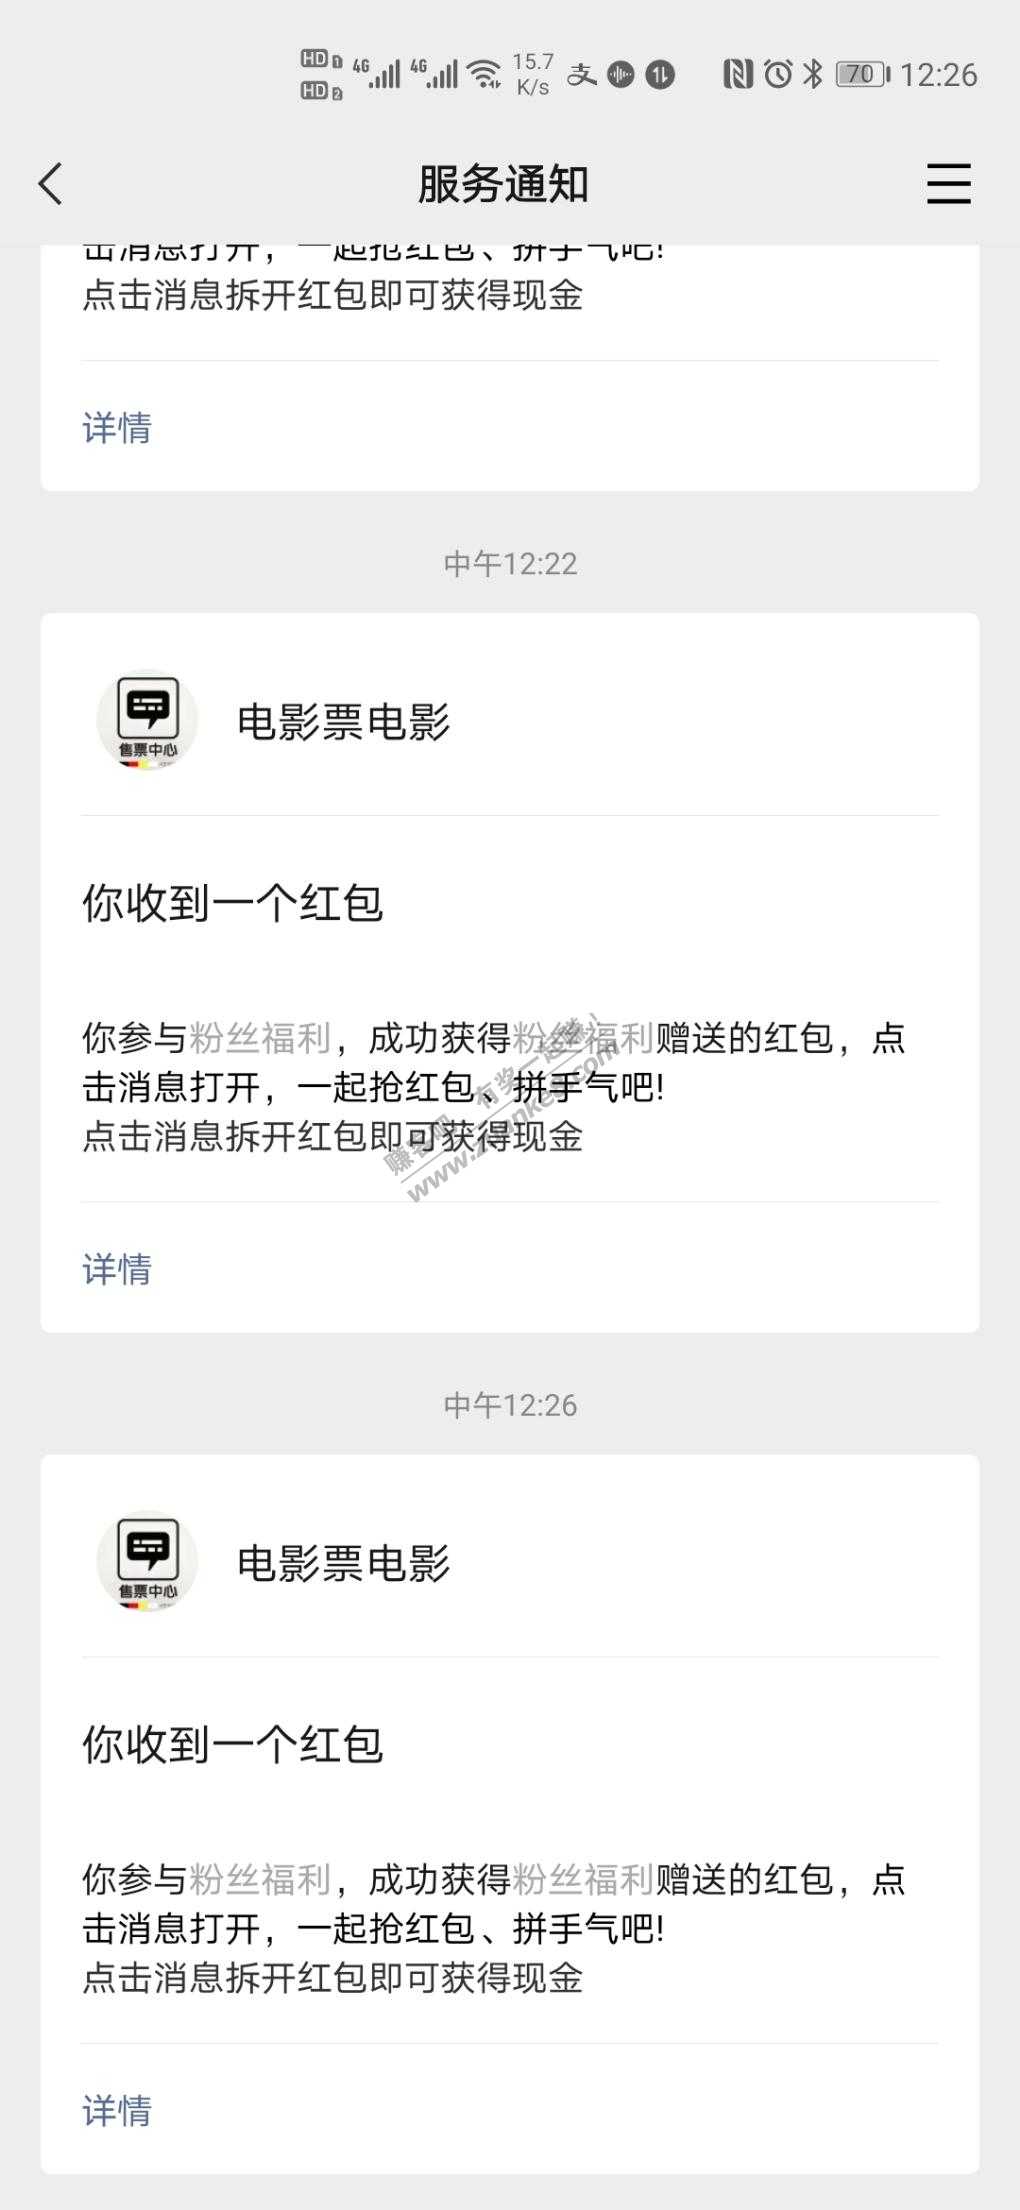 HD 1 4G 4G 15.7 K/s 支 N 70 12:26
HD 2
服务通知
击消息打开，一起抢红包、拼手气吧!
点击消息拆开红包即可获得现金
详情
中午12:22
售票中心
电影票电影
你收到一个红包
你参与粉丝福利，成功获得粉丝福利赠送的红包，点
击消息打开，一起抢红包、拼手气吧!
点击消息拆开红包即可获得现金
赚客吧，有奖一起赚！
www.zuanke8.com
详情
中午12:26
售票中心
电影票电影
你收到一个红包
你参与粉丝福利，成功获得粉丝福利赠送的红包，点
击消息打开，一起抢红包、拼手气吧!
点击消息拆开红包即可获得现金
详情